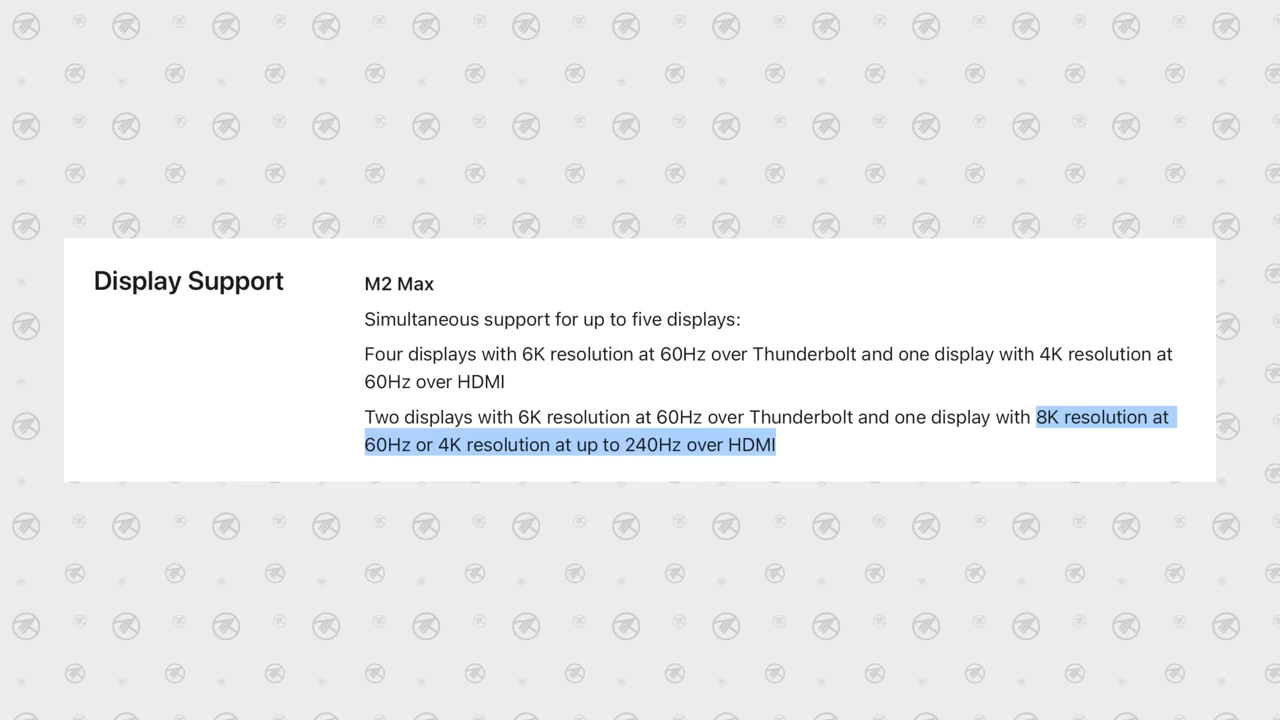 Display Support
M2 Max
Simultaneous support for up to five displays:
Four displays with 6K resolution at 60Hz over Thunderbolt and one display with 4K resolution at
60Hz over HDMI
Two displays with 6K resolution at 60Hz over Thunderbolt and one display with 8K resolution at
60Hz or 4K resolution at up to 240Hz over HDMI